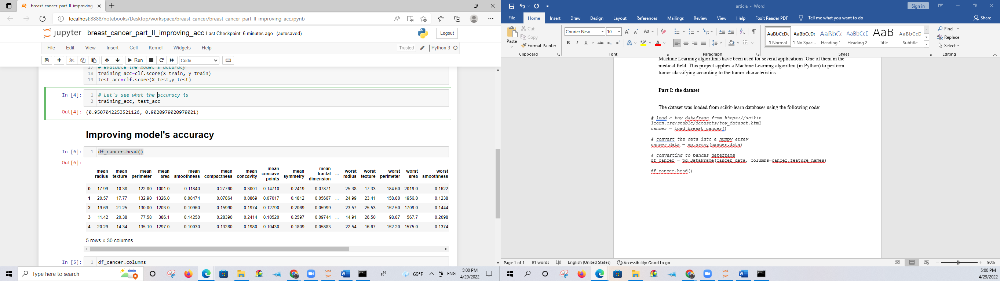 breast_cancer_part_II_improving_
localhost:8888/notebooks/Desktop/workspace/breast_cancer/breast_cancer_part_II_improving_acc.ipynb
jupyter breast_cancer_part_II_improving_acc Last Checkpoint: 6 minutes ago (autosaved)
Logout
File Edit View Insert Cell Kernel Widgets Help
Trusted Python 3
Run Code
17 # evaluate the model's accuracy
18 training_acc=clf.score(X_train, y_train)
19 test_acc=clf.score(X_test,y_test)
In [4]: 1 # Let's see what the accuracy is
2 training_acc, test_acc
Out[4]: (0.9507042253521126, 0.9020979020979021)
Improving model's accuracy
In [6]: 1 df_cancer.head()
Out[6]:
mean radius mean texture mean perimeter mean area mean smoothness mean compactness mean concavity mean concave points mean symmetry mean fractal dimension ... worst radius worst texture worst perimeter worst area worst smoothness
0 17.99 10.38 122.80 1001.0 0.11840 0.27760 0.3001 0.14710 0.2419 0.07871 ... 25.38 17.33 184.60 2019.0 0.1622
1 20.57 17.77 132.90 1326.0 0.08474 0.07864 0.0869 0.07017 0.1812 0.05667 ... 24.99 23.41 158.80 1956.0 0.1238
2 19.69 21.25 130.00 1203.0 0.10960 0.15990 0.1974 0.12790 0.2069 0.05999 ... 23.57 25.53 152.50 1709.0 0.1444
3 11.42 20.38 77.58 386.1 0.14250 0.28390 0.2414 0.10520 0.2597 0.09744 ... 14.91 26.50 98.87 567.7 0.2098
4 20.29 14.34 135.10 1297.0 0.10030 0.13280 0.1980 0.10430 0.1809 0.05883 ... 22.54 16.67 152.20 1575.0 0.1374
5 rows × 30 columns
In [5]: 1 df_cancer.columns
Type here to search
69°F ENG
5:00 PM
4/29/2022
article - Word
Sign in
File Home Insert Draw Design Layout References Mailings Review View Help Foxit Reader PDF Tell me what you want to do Share
Paste
Cut
Copy
Format Painter
Clipboard
Courier New 10
Font
Paragraph
AaBbCcDc AaBbCcDc AaBbCc AaBbCcD AaB AaBbCcD
¶ Normal ¶ No Spac... Heading 1 Heading 2 Title Subtitle
Styles
Find
Replace
Select
Editing
Machine Learning algorithms have been used for several applications. One of them in the
medical field. This project applies a Machine Learning algorithm (in Python) to perform
tumor classifying according to the tumor characteristics.
Part I: the dataset
The dataset was loaded from scikit-learn databases using the following code:
# load a toy dataframe from https://scikit-
learn.org/stable/datasets/toy_dataset.html
cancer = load_breast_cancer()
# convert the data into a numpy array
cancer_data = np.array(cancer.data)
# converting to pandas dataframe
df_cancer = pd.DataFrame(cancer_data, columns=cancer.feature_names)
df_cancer.head()
Page 1 of 1 91 words English (United States) Accessibility: Good to go 90%
5:00 PM
4/29/2022